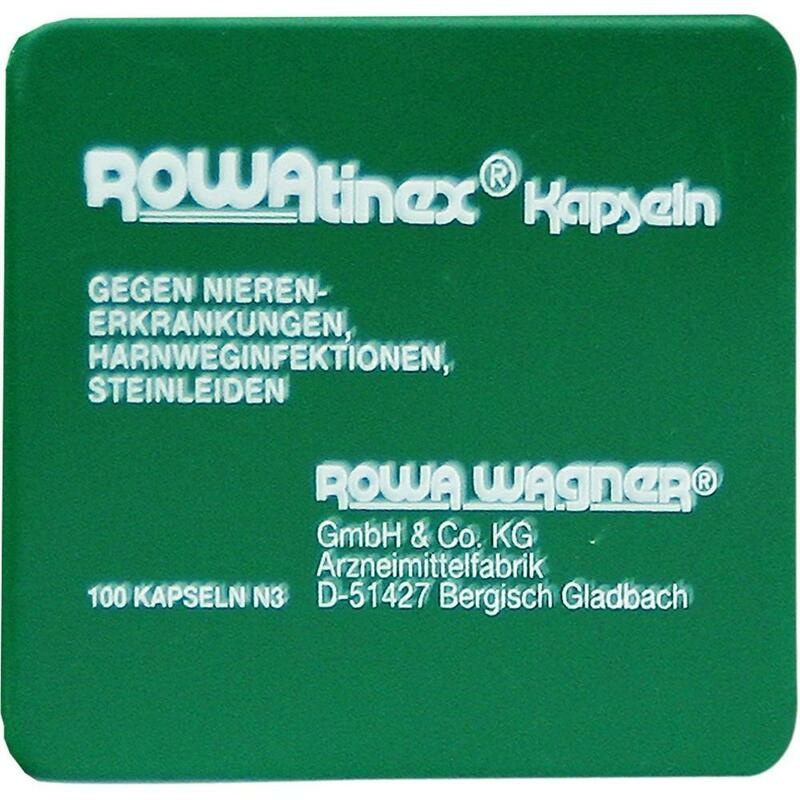 ROWAtinex® Kapseln
GEGEN NIEREN-
ERKRANKUNGEN,
HARNWEGINFEKTIONEN,
STEINLEIDEN
ROWA WAGNER®
GmbH & Co. KG
Arzneimittelfabrik
100 KAPSELN N3 D-51427 Bergisch Gladbach